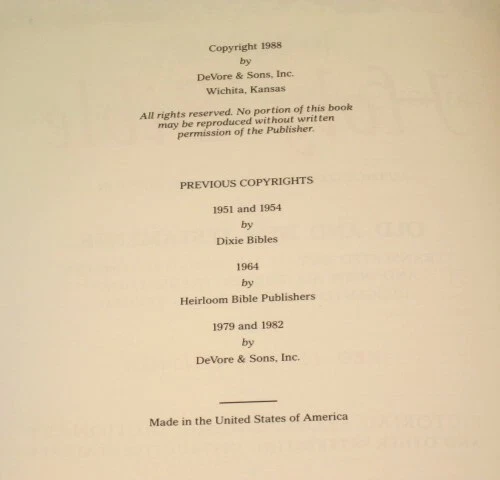 Copyright 1988
by
DeVore & Sons, Inc.
Wichita, Kansas
All rights reserved. No portion of this book
may be reproduced without written
permission of the Publisher.
PREVIOUS COPYRIGHTS
1951 and 1954
by
Dixie Bibles
1964
by
Heirloom Bible Publishers
1979 and 1982
by
DeVore & Sons, Inc.
Made in the United States of America